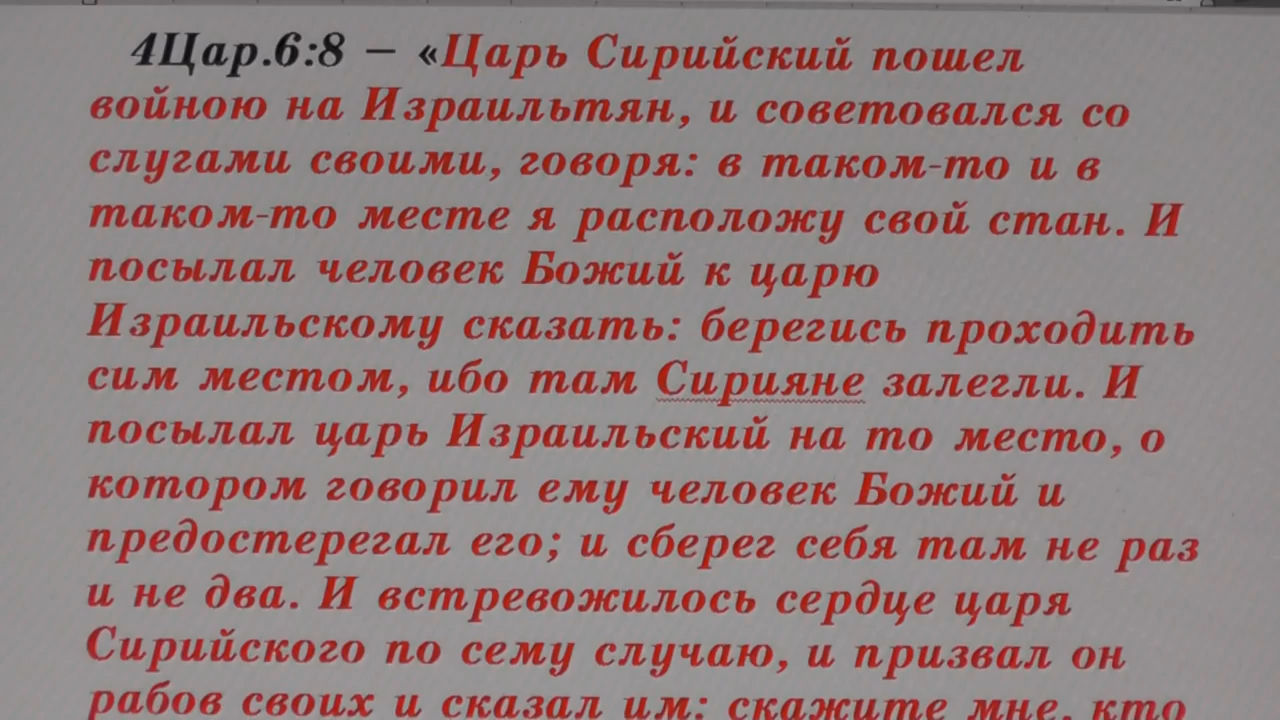 4Цар.6:8 – «Царь Сирийский пошел
войною на Израильтян, и советовался со
слугами своими, говоря: в таком-то и в
таком-то месте я расположу свой стан. И
посылал человек Божий к царю
Израильскому сказать: берегись проходить
сим местом, ибо там Сирияне залегли. И
посылал царь Израильский на то место, о
котором говорил ему человек Божий и
предостерегал его; и сберег себя там не раз
и не два. И встревожилось сердце царя
Сирийского по сему случаю, и призвал он
рабов своих и сказал им: скажите мне, кто